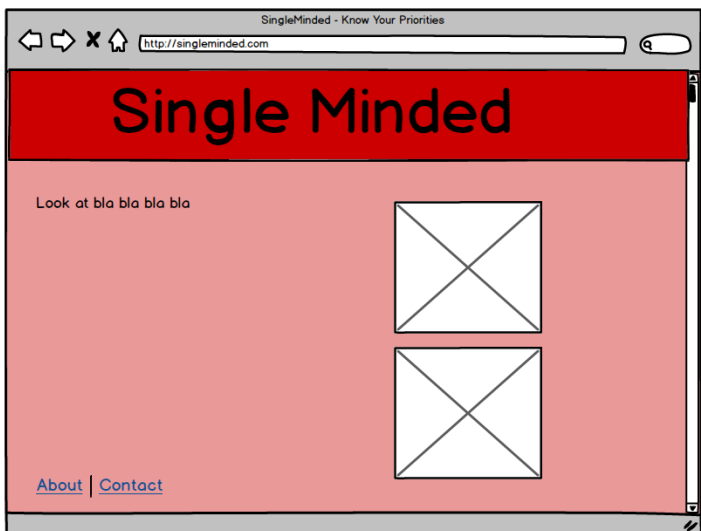 SingleMinded - Know Your Priorities
http://singleminded.com
Single Minded
Look at bla bla bla bla
About | Contact